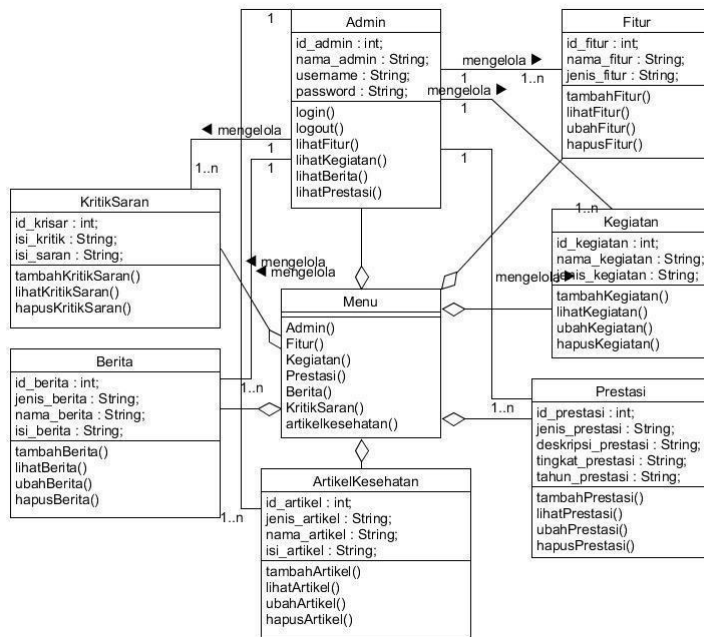 Admin
id_admin : int;
nama_admin : String;
username : String;
password : String;
login()
logout()
lihatFitur()
lihatKegiatan()
lihatBerita()
lihatPrestasi()
Fitur
id_fitur : int;
nama_fitur : String;
jenis_fitur : String;
tambahFitur()
lihatFitur()
ubahFitur()
hapusFitur()
1
1
mengelola ▶
1
1..n
mengelola ▶
1
1..n
◀ mengelola
1
1..n
1
1
1..n
KritikSaran
id_krisar : int;
isi_kritik : String;
isi_saran : String;
tambahKritikSaran()
lihatKritikSaran()
hapusKritikSaran()
◀ mengelola
◀ mengelola
Kegiatan
id_kegiatan : int;
nama_kegiatan : String;
jenis_kegiatan : String;
tambahKegiatan()
lihatKegiatan()
ubahKegiatan()
hapusKegiatan()
mengelola ▶
Menu
Admin()
Fitur()
Kegiatan()
Prestasi()
Berita()
KritikSaran()
artikelkesehatan()
Berita
id_berita : int;
jenis_berita : String;
nama_berita : String;
isi_berita : String;
tambahBerita()
lihatBerita()
ubahBerita()
hapusBerita()
1..n
1..n
Prestasi
id_prestasi : int;
jenis_prestasi : String;
deskripsi_prestasi : String;
tingkat_prestasi : String;
tahun_prestasi : String;
tambahPrestasi()
lihatPrestasi()
ubahPrestasi()
hapusPrestasi()
ArtikelKesehatan
id_artikel : int;
jenis_artikel : String;
nama_artikel : String;
isi_artikel : String;
tambahArtikel()
lihatArtikel()
ubahArtikel()
hapusArtikel()